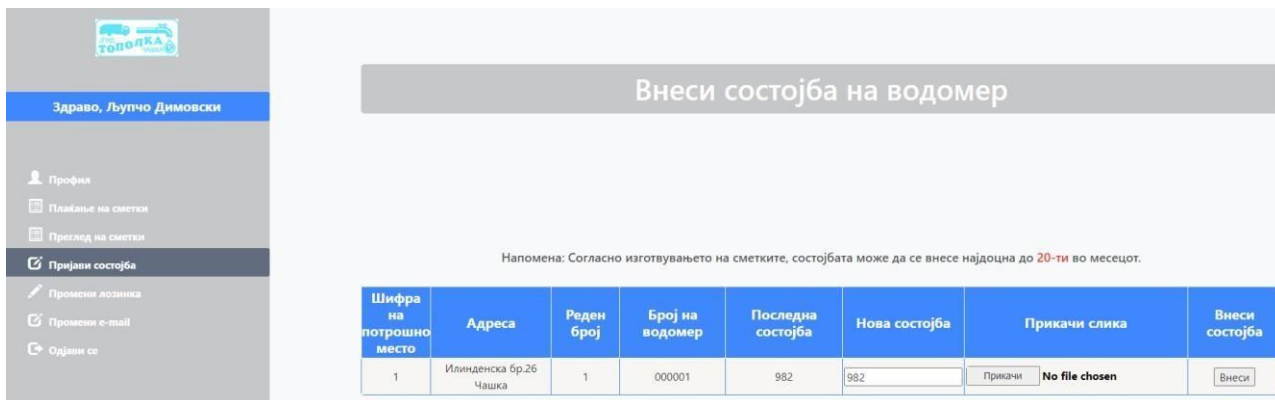 ТОПОЛКА
ЧАШКА
Здраво, Љупчо Димовски
Профил
Плаќање на сметки
Преглед на сметки
Пријави состојба
Промени лозинка
Промени e-mail
Одјави се
Внеси состојба на водомер
Напомена: Согласно изготвувањето на сметките, состојбата може да се внесе најдоцна до 20-ти во месецот.
Шифра на потрошно место Адреса Реден број Број на водомер Последна состојба Нова состојба Прикачи слика Внеси состојба
1 Илинденска бр.26 Чашка 1 000001 982 982 Прикачи No file chosen Внеси